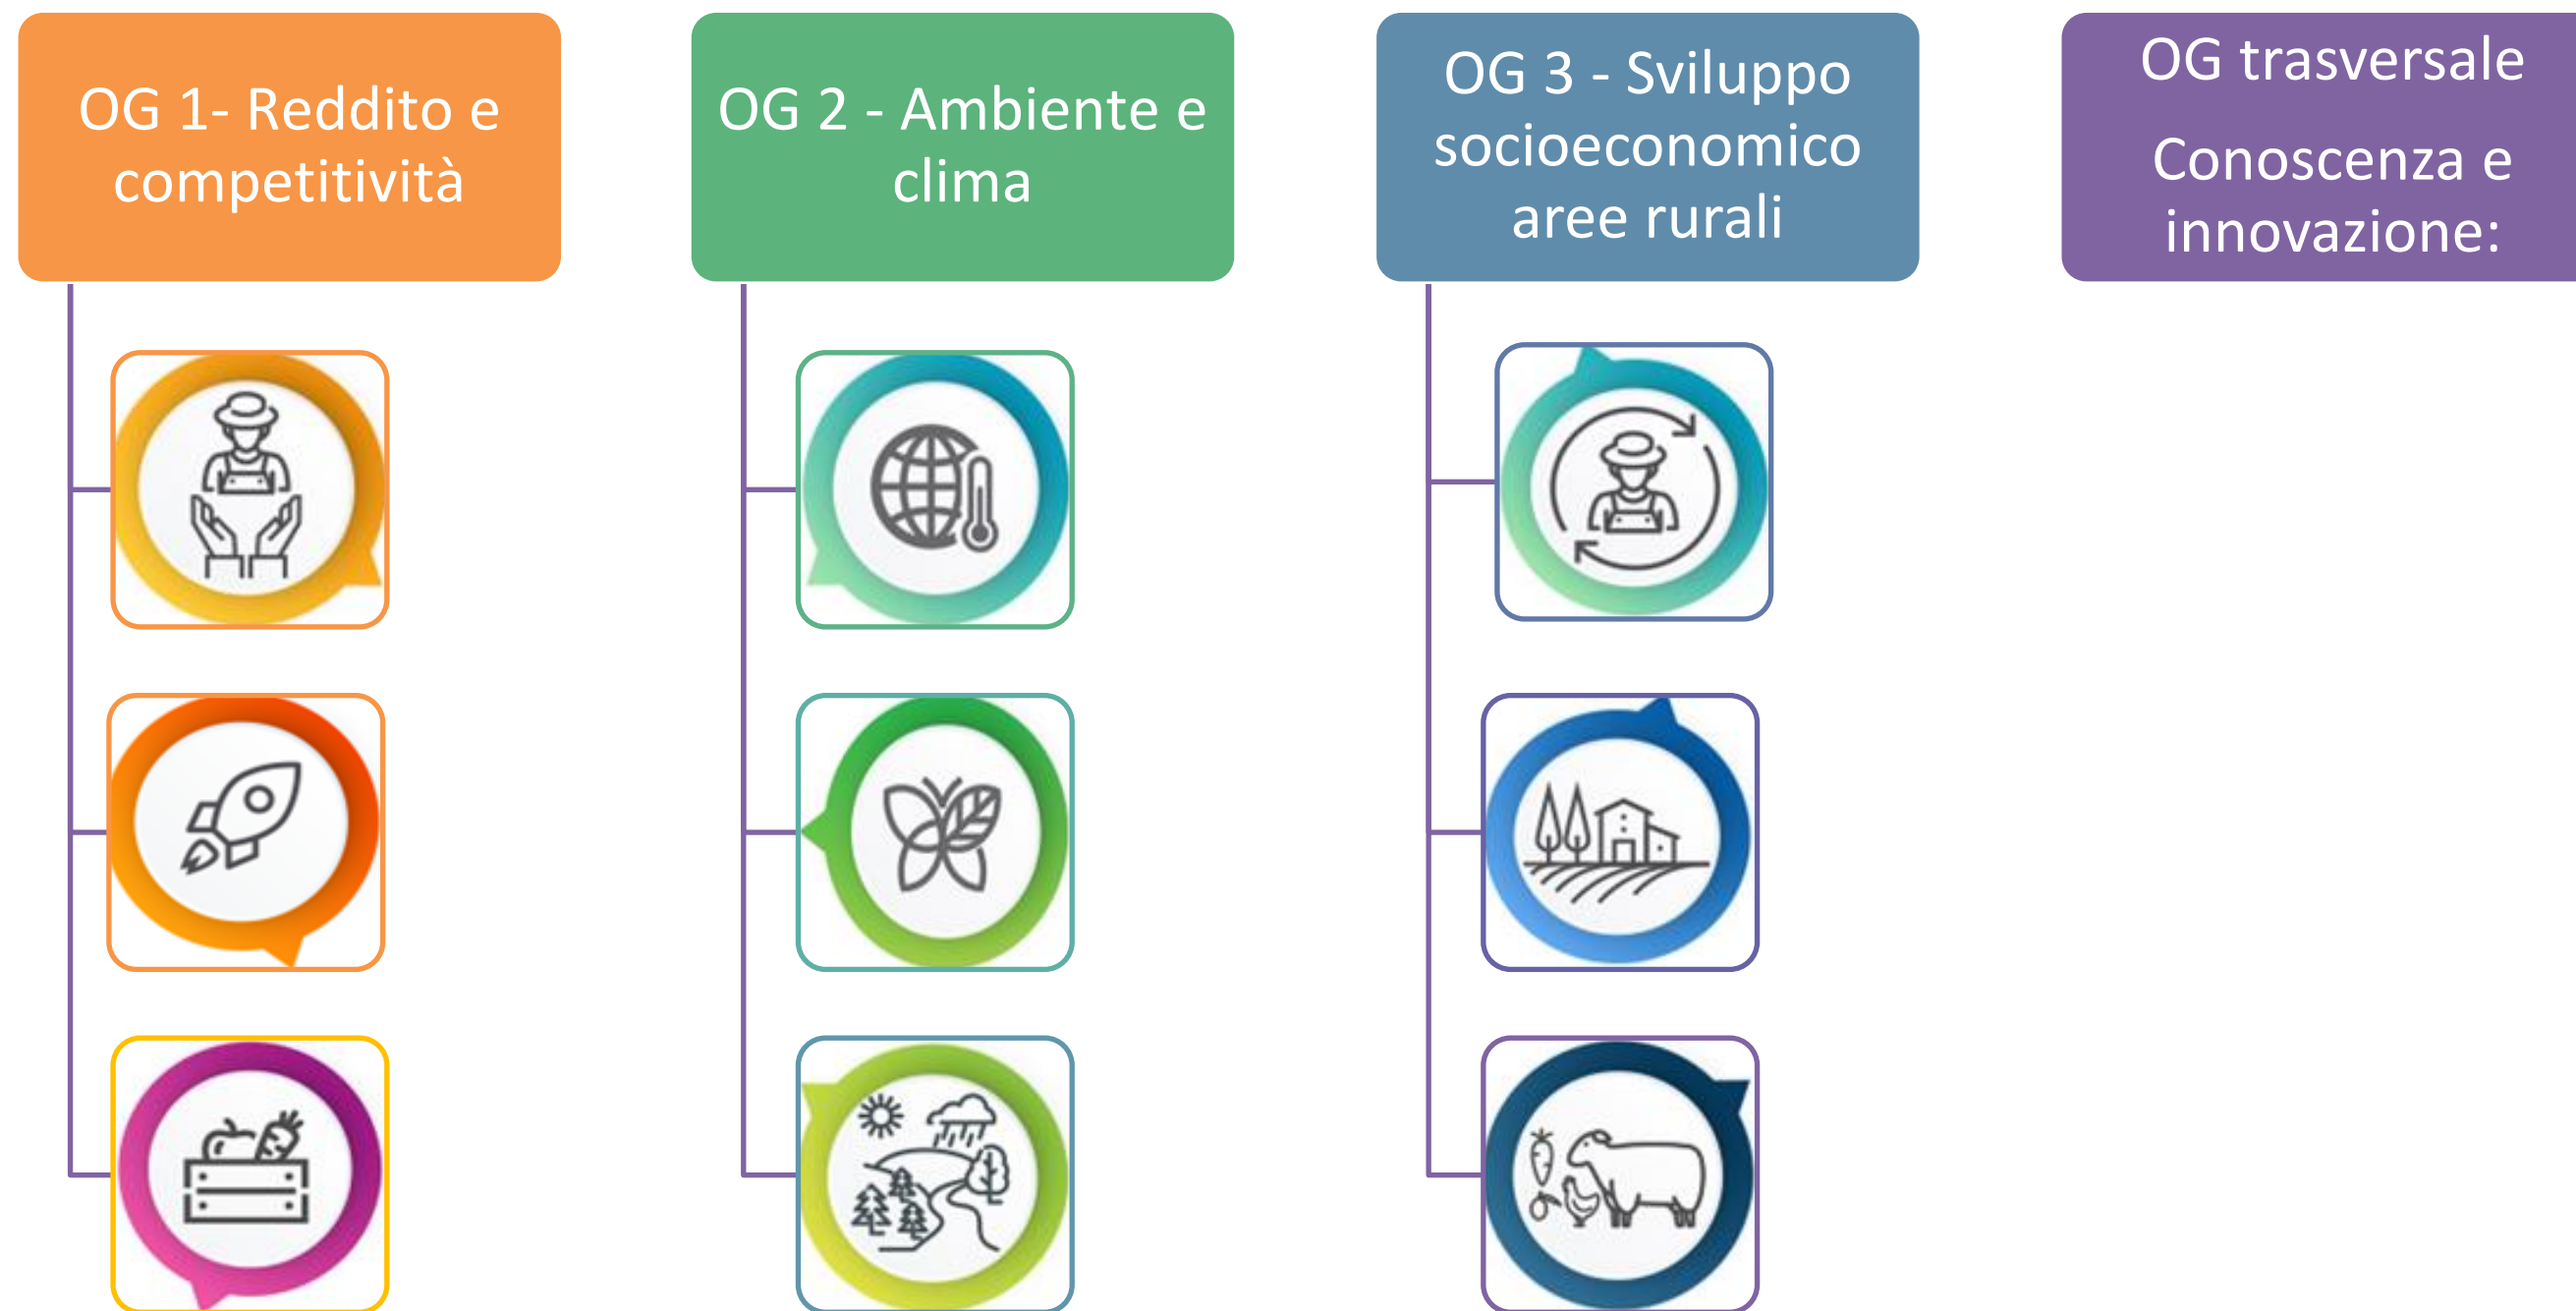 OG 1- Reddito e
competitività
OG 2 - Ambiente e
clima
OG 3 - Sviluppo
socioeconomico
aree rurali
OG trasversale
Conoscenza e
innovazione: